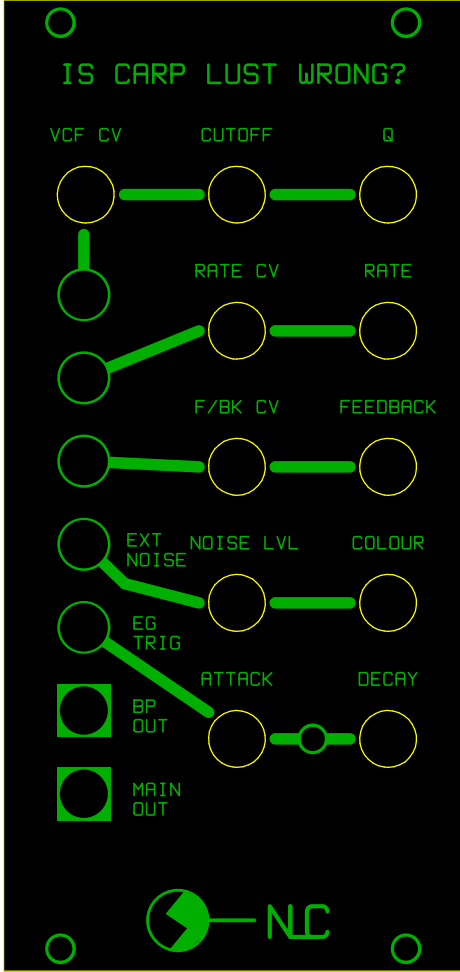 IS CARP LUST WRONG?
VCF CV CUTOFF Q
RATE CV RATE
F/BK CV FEEDBACK
EXT
NOISE
NOISE LVL COLOUR
EG
TRIG
ATTACK DECAY
BP
OUT
MAIN
OUT
NLC